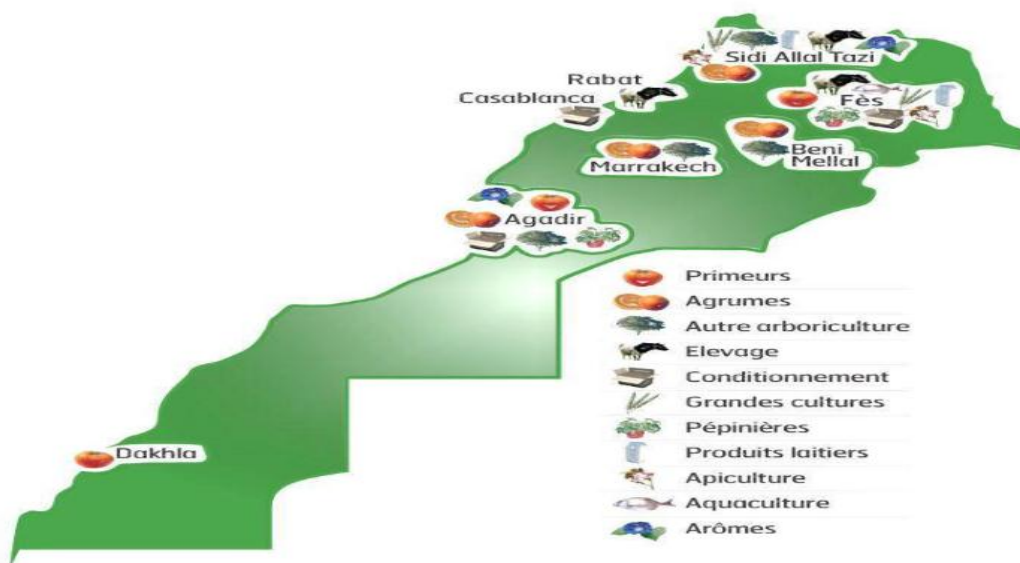 Sidi Allal Tazi
Rabat
Casablanca
Fès
Beni
Mellal
Marrakech
Agadir
Dakhla
Primeurs
Agrumes
Autre arboriculture
Elevage
Conditionnement
Grandes cultures
Pépinières
Produits laitiers
Apiculture
Aquaculture
Arômes